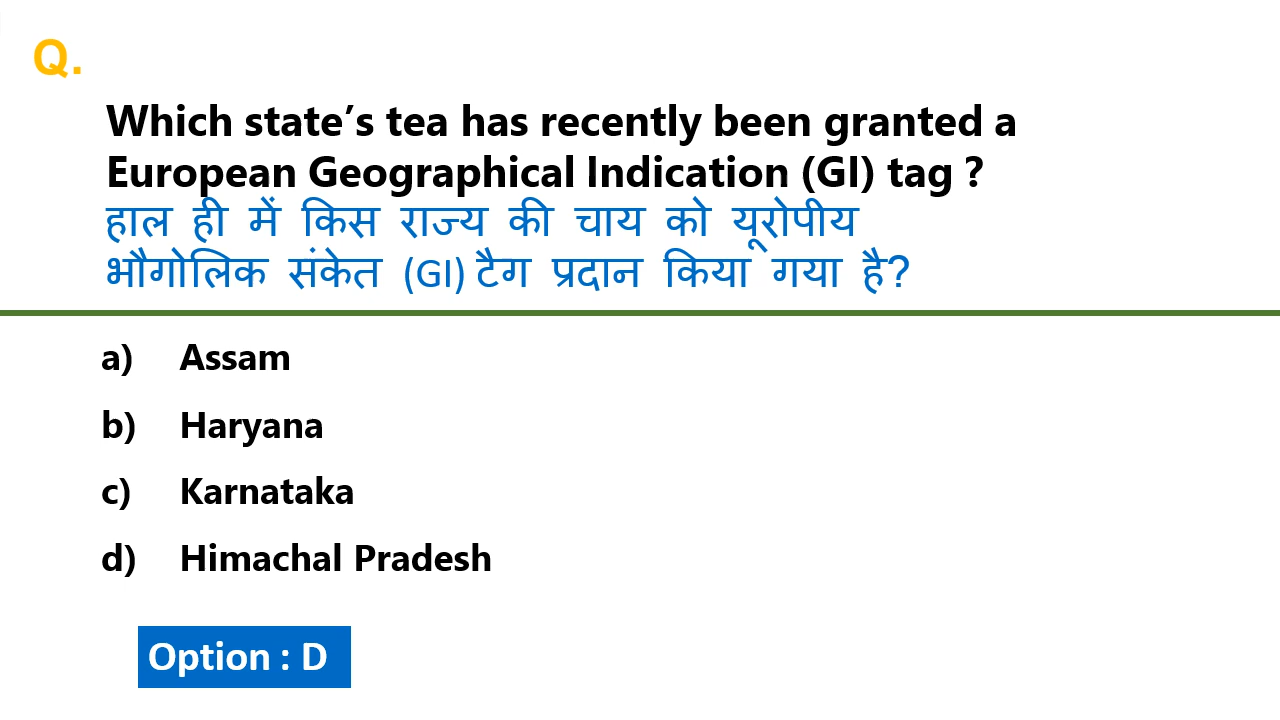 Q.
Which state’s tea has recently been granted a
European Geographical Indication (GI) tag ?
हाल ही में किस राज्य की चाय को यूरोपीय
भौगोलिक संकेत (GI) टैग प्रदान किया गया है?
a) Assam
b) Haryana
c) Karnataka
d) Himachal Pradesh
Option : D